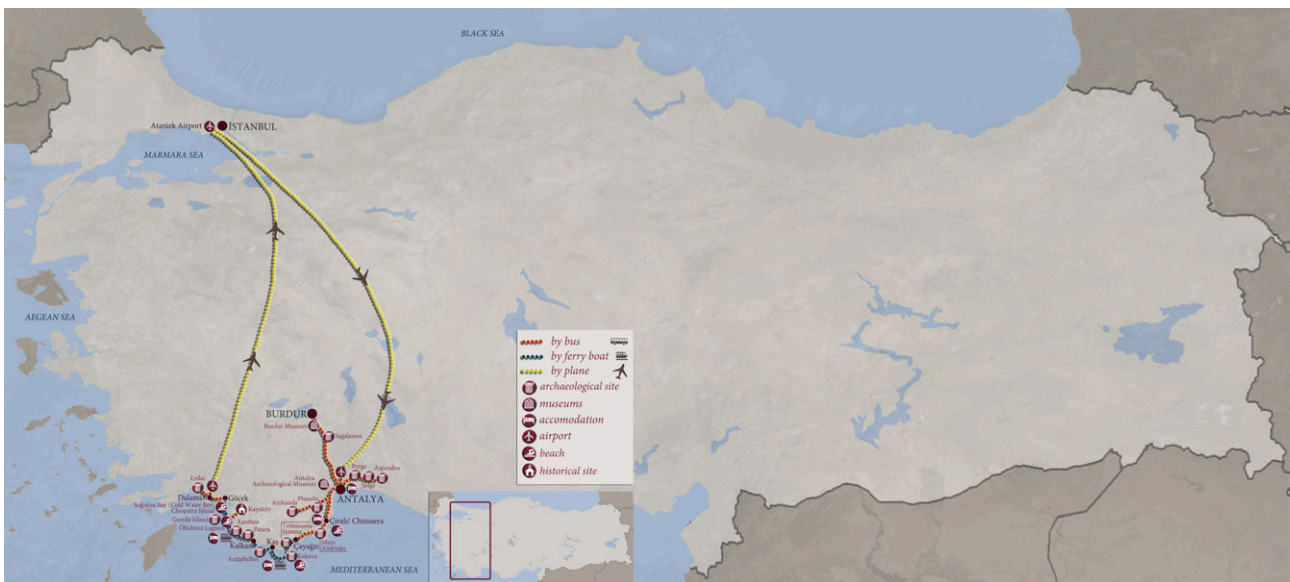 BLACK SEA
Atatürk Airport
İSTANBUL
MARMARA SEA
AEGEAN SEA
by bus
by ferry boat
by plane
archaeological site
museums
accomodation
airport
beach
historical site
BURDUR
Burdur Museum
Sagalassos
Perge
Aspendos
Selge
Antalya
Archaeological Museum
ANTALYA
Lydai
Dalaman
Göcek
Cold Water Bay
Cleopatra Island
Kayaköy
Gemile Island
Ölüdeniz Lagoon
Xanthos
Patara
Phaselis
Arykanda
Çıralı/ Chimaera
Kalkan
Kaş
Çayağzı
Myra
Andriake
Simena
Antiphellos
Kekova
MEDITERRANEAN SEA